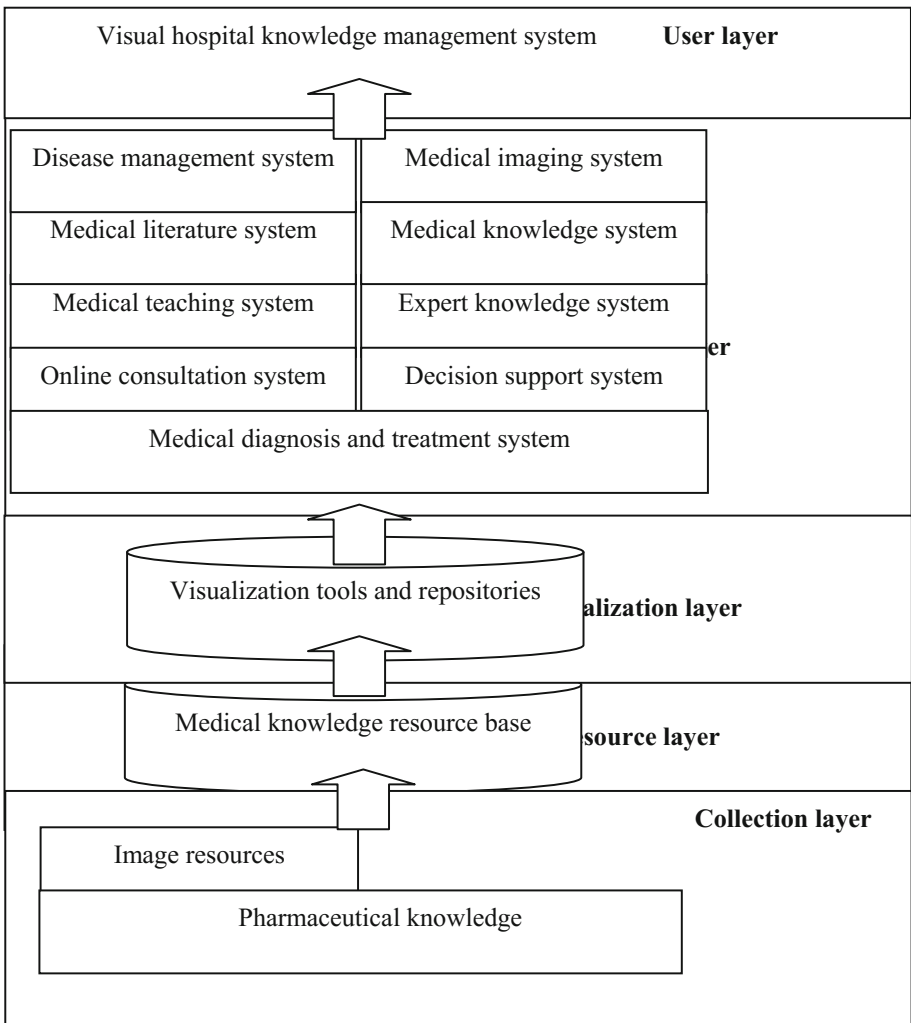 Visual hospital knowledge management system User layer
Disease management system Medical imaging system
Medical literature system Medical knowledge system
Medical teaching system Expert knowledge system
er
Online consultation system Decision support system
Medical diagnosis and treatment system
Visualization tools and repositories
alization layer
Medical knowledge resource base
source layer
Collection layer
Image resources
Pharmaceutical knowledge